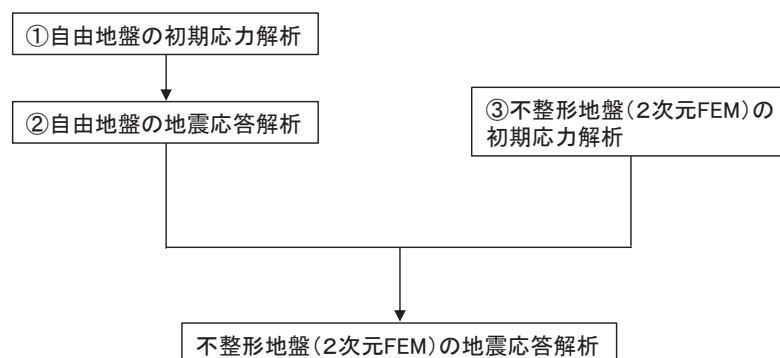 ①自由地盤の初期応力解析
②自由地盤の地震応答解析
③不整形地盤(2次元FEM)の
初期応力解析
不整形地盤(2次元FEM)の地震応答解析